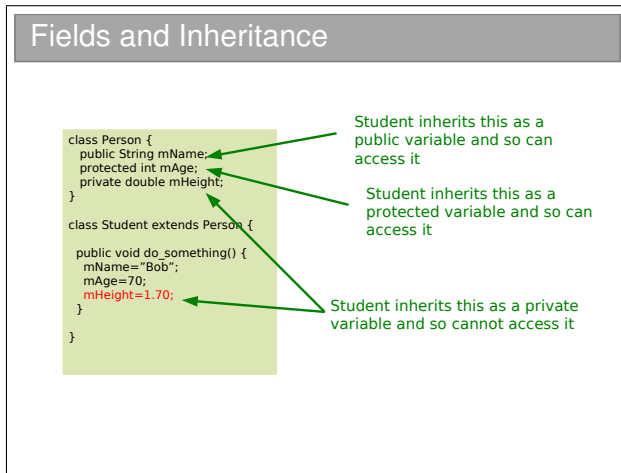 Fields and Inheritance
class Person {
public String mName;
protected int mAge;
private double mHeight;
}
class Student extends Person {
public void do_something() {
mName=”Bob”;
mAge=70;
mHeight=1.70;
}
}
Student inherits this as a
public variable and so can
access it
Student inherits this as a
protected variable and so can
access it
Student inherits this as a private
variable and so cannot access it